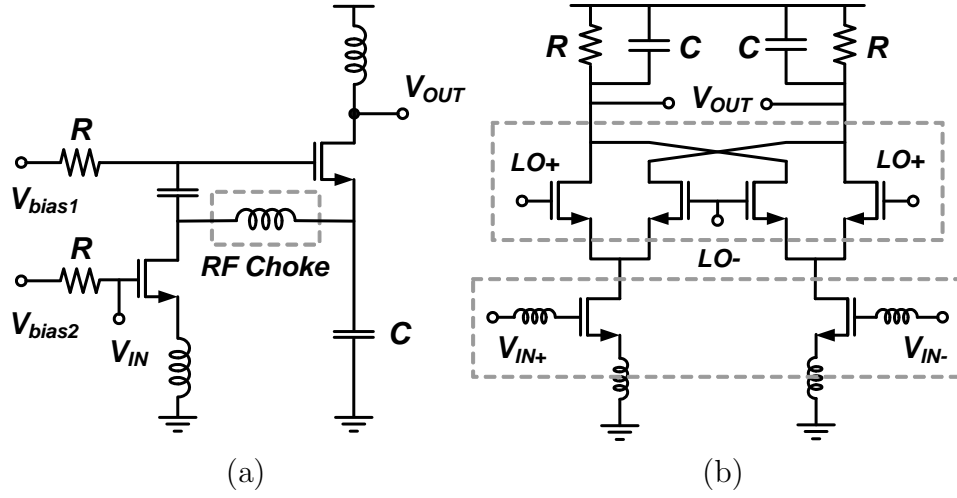 R
V_OUT
V_bias1
R
RF Choke
V_bias2
V_IN
C
(a)
R
C
C
R
V_OUT
LO+
LO+
LO-
V_IN+
V_IN-
(b)